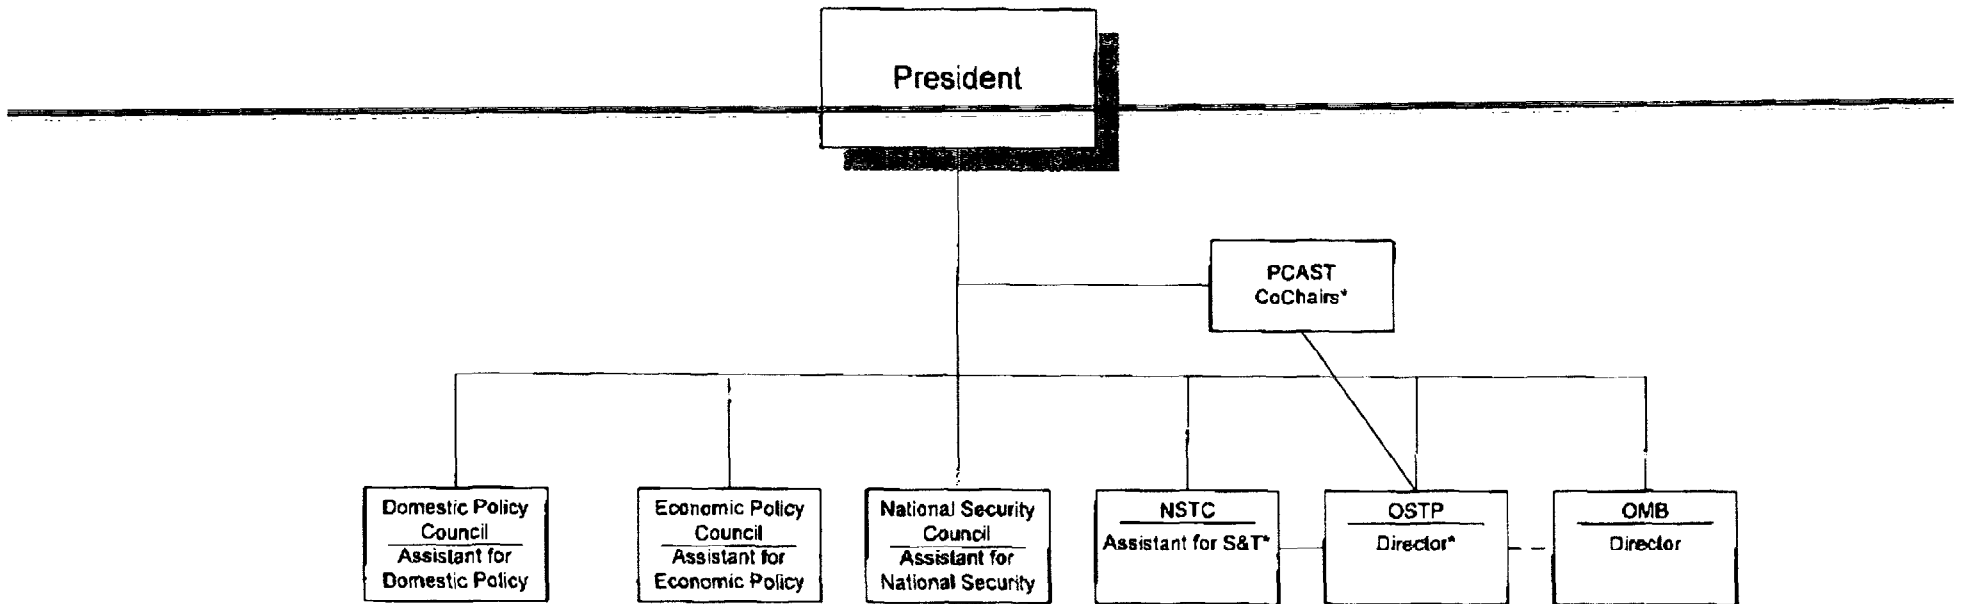 President
PCAST
CoChairs*
Domestic Policy
Council
Assistant for
Domestic Policy
Economic Policy
Council
Assistant for
Economic Policy
National Security
Council
Assistant for
National Security
NSTC
Assistant for S&T*
OSTP
Director*
OMB
Director